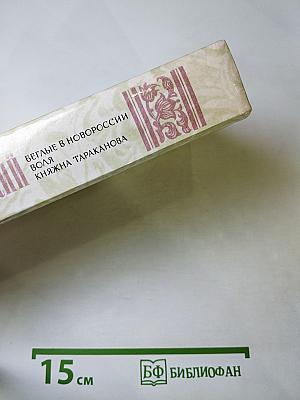 БЕГЛЫЕ В НОВОРОССИИ
ВОЛЯ
КНЯЖНА ТАРАКАНОВА
15 см
БФ БИБЛИОФАН